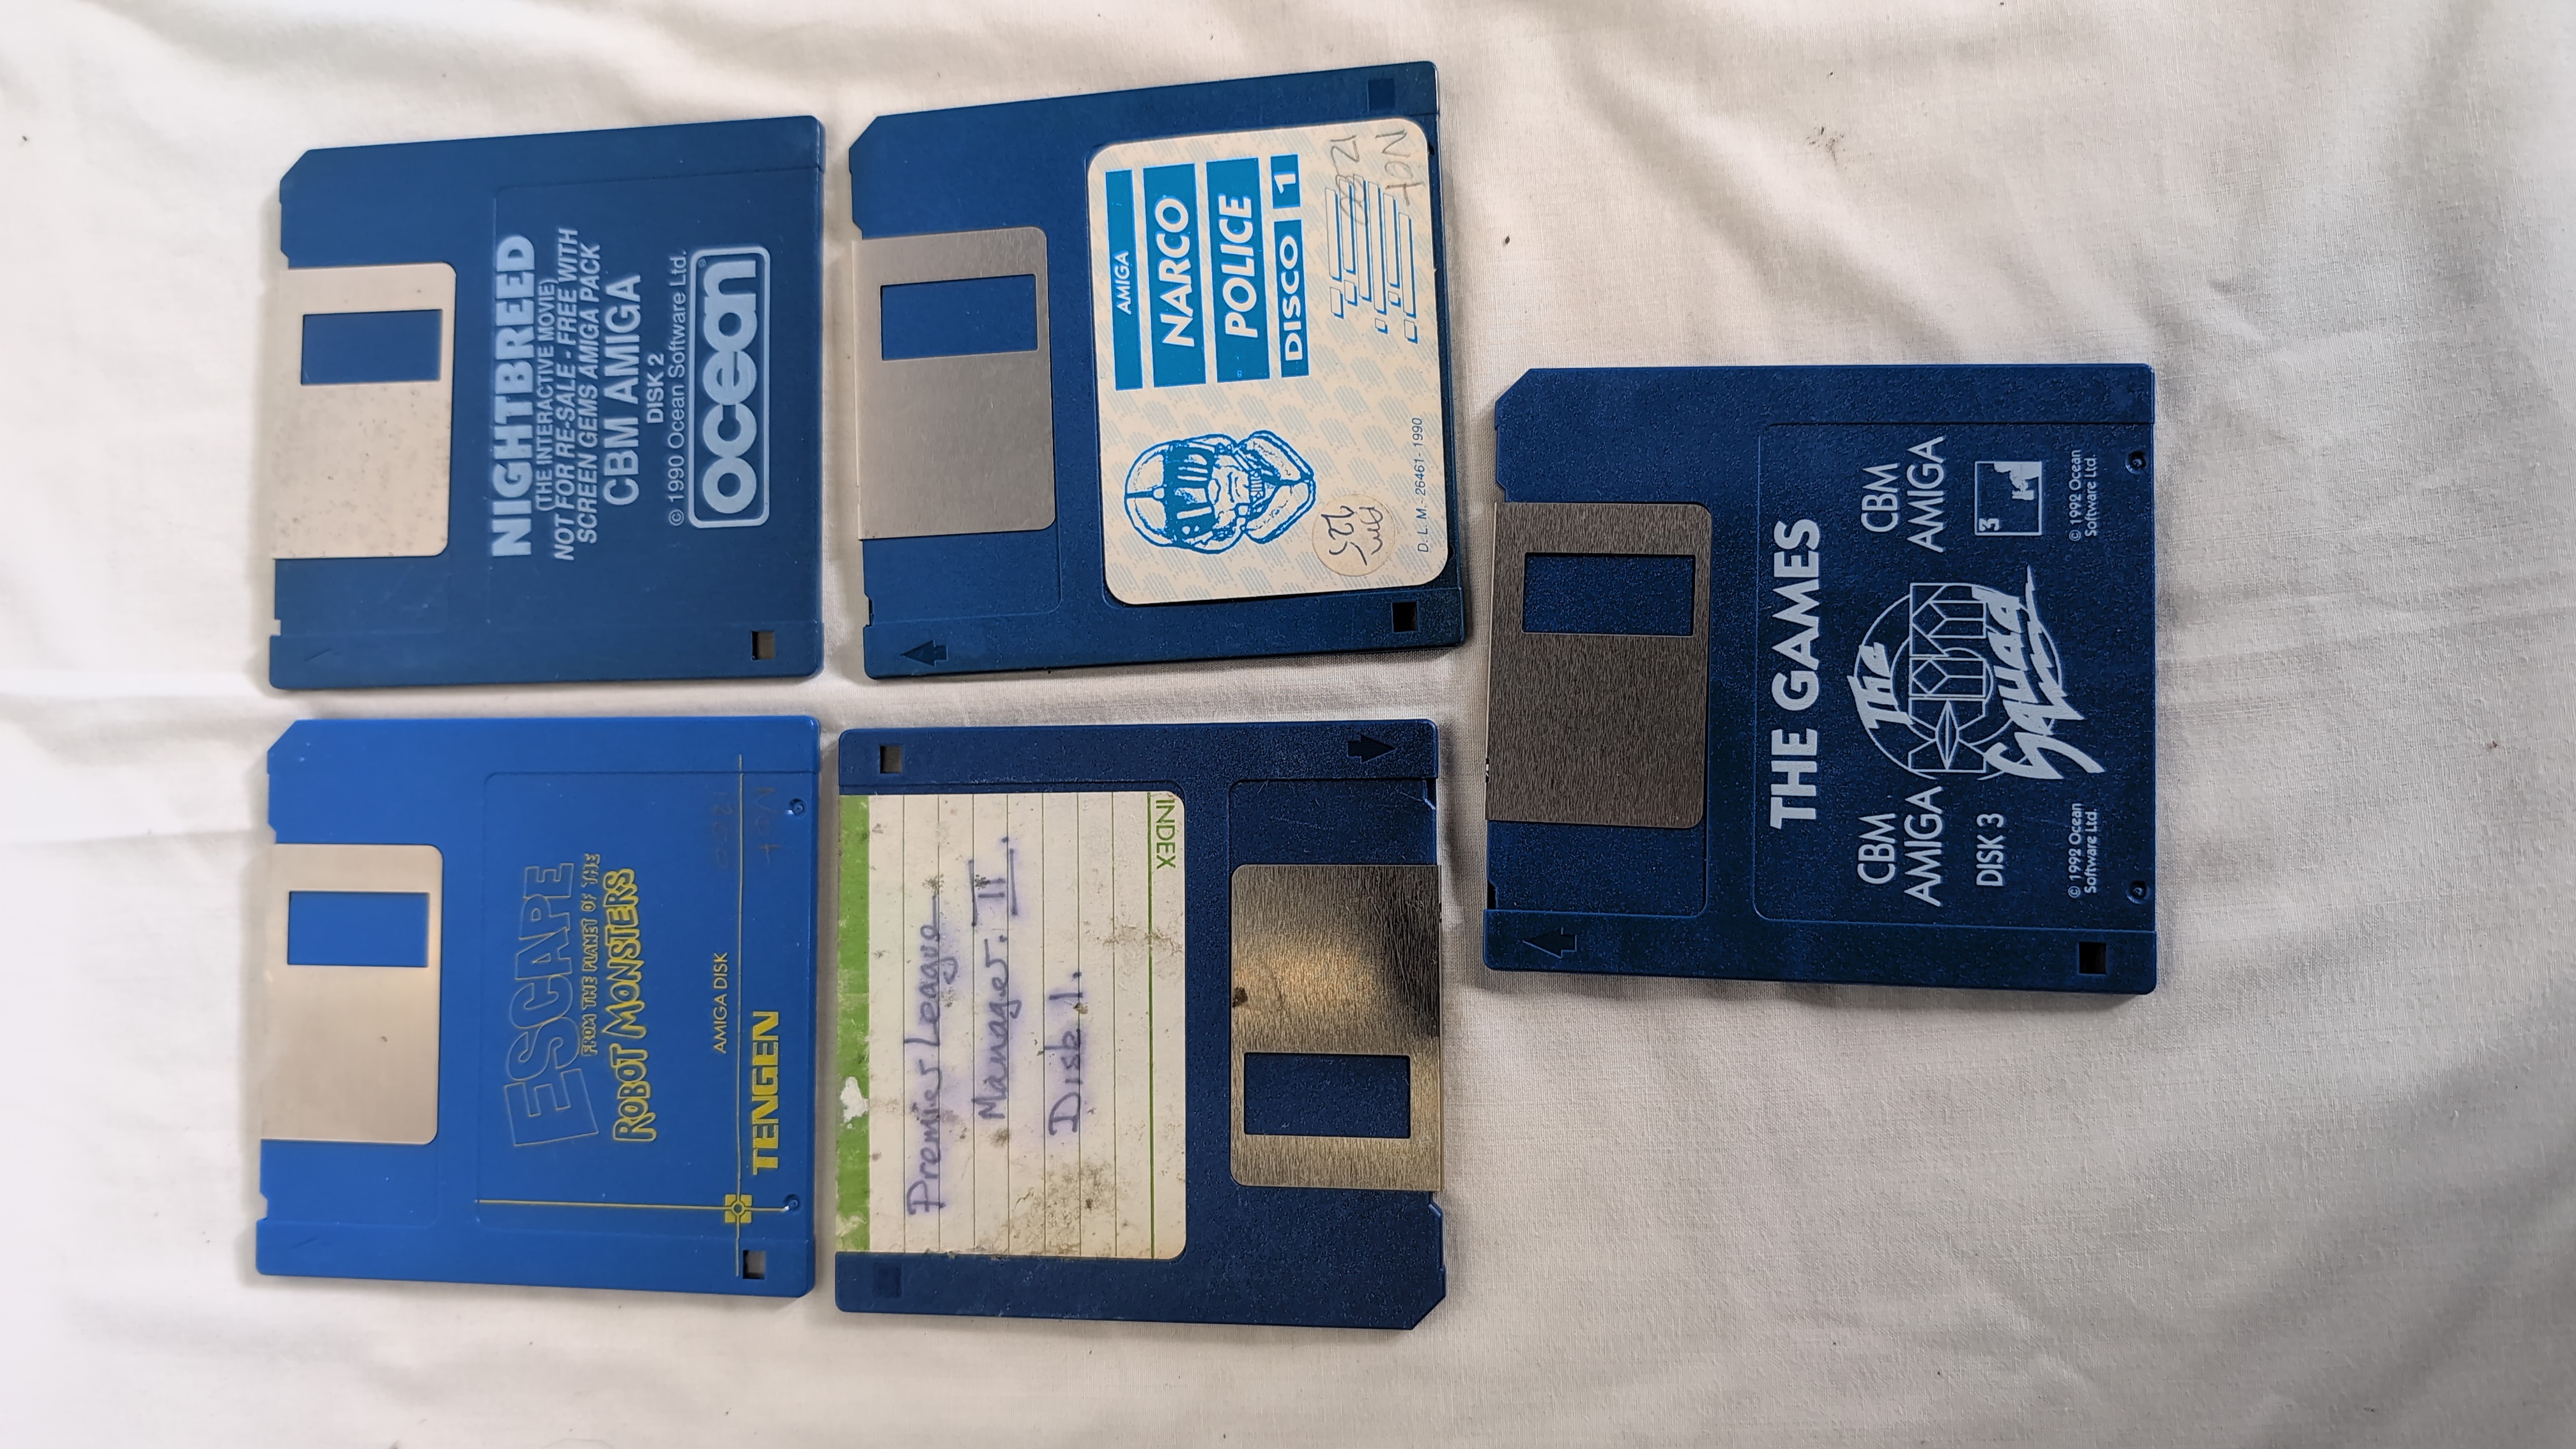 NIGHTBREED
(THE INTERACTIVE MOVIE)
NOT FOR RE-SALE - FREE WITH
SCREEN GEMS AMIGA PACK
CBM AMIGA
DISK 2
© 1990 Ocean Software Ltd.
ocean
AMIGA
NARCO
POLICE
DISCO 1
Not
D.L.M.- 26461-1990
ESCAPE
FROM THE PLANET OF THE
ROBOT MONSTERS
AMIGA DISK
TENGEN
Not
INDEX
Premier League
Manager. II.
Disk 1.
THE GAMES
CBM
AMIGA
DISK 3
© 1992 Ocean
Software Ltd.
The
Squad
CBM
AMIGA
3
© 1992 Ocean
Software Ltd.